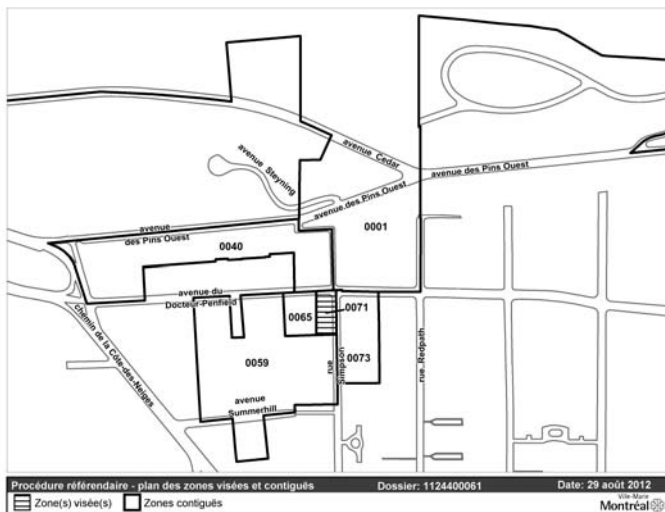 avenue Cedar
avenue Steyning
avenue des Pins Ouest
avenue des Pins Ouest
0001
avenue
des Pins Ouest
0040
avenue du
Docteur-Penfield
0065
0071
0073
0059
rue
Simpson
rue Redpath
chemin de la Côte-des-Neiges
avenue
Summerhill
Procédure référendaire - plan des zones visées et contiguës Dossier: 1124400061 Date: 29 août 2012
Zone(s) visée(s) Zones contiguës
Ville-Marie
Montréal